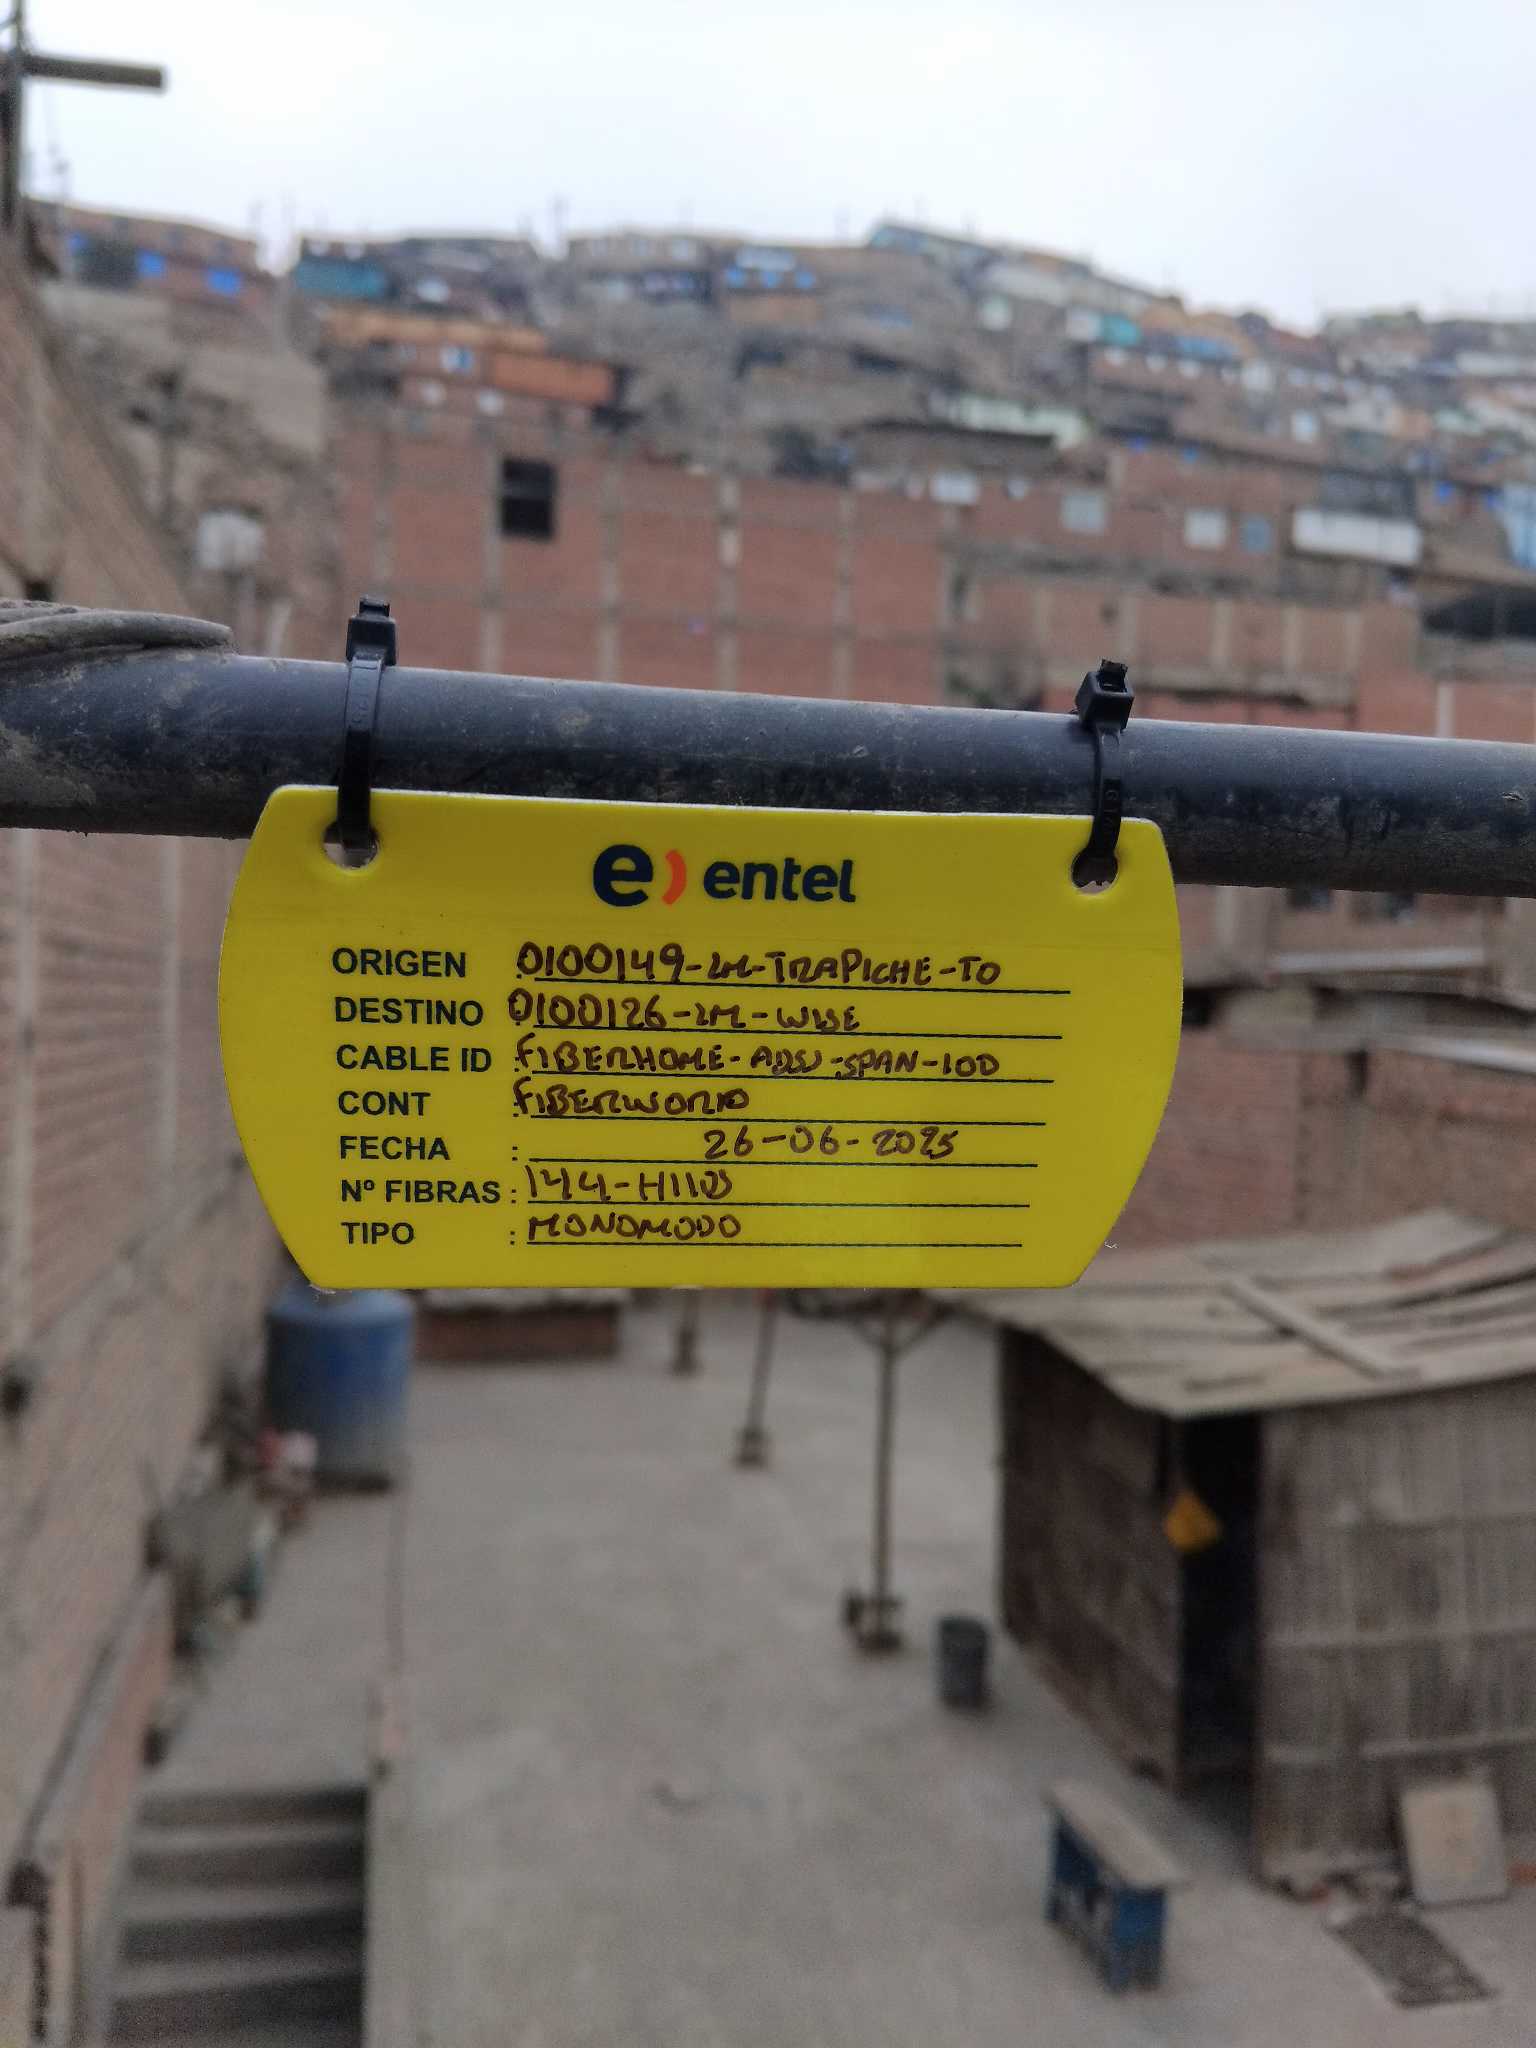 e) entel
ORIGEN : 0100149-LM-TRAPICHE-TO
DESTINO : 0100126-LM-WISE
CABLE ID : FIBERHOME-ADSS-SPAN-100
CONT : FIBERWORLD
FECHA : 26-06-2025
Nº FIBRAS : 144-HILOS
TIPO : MONOMODO